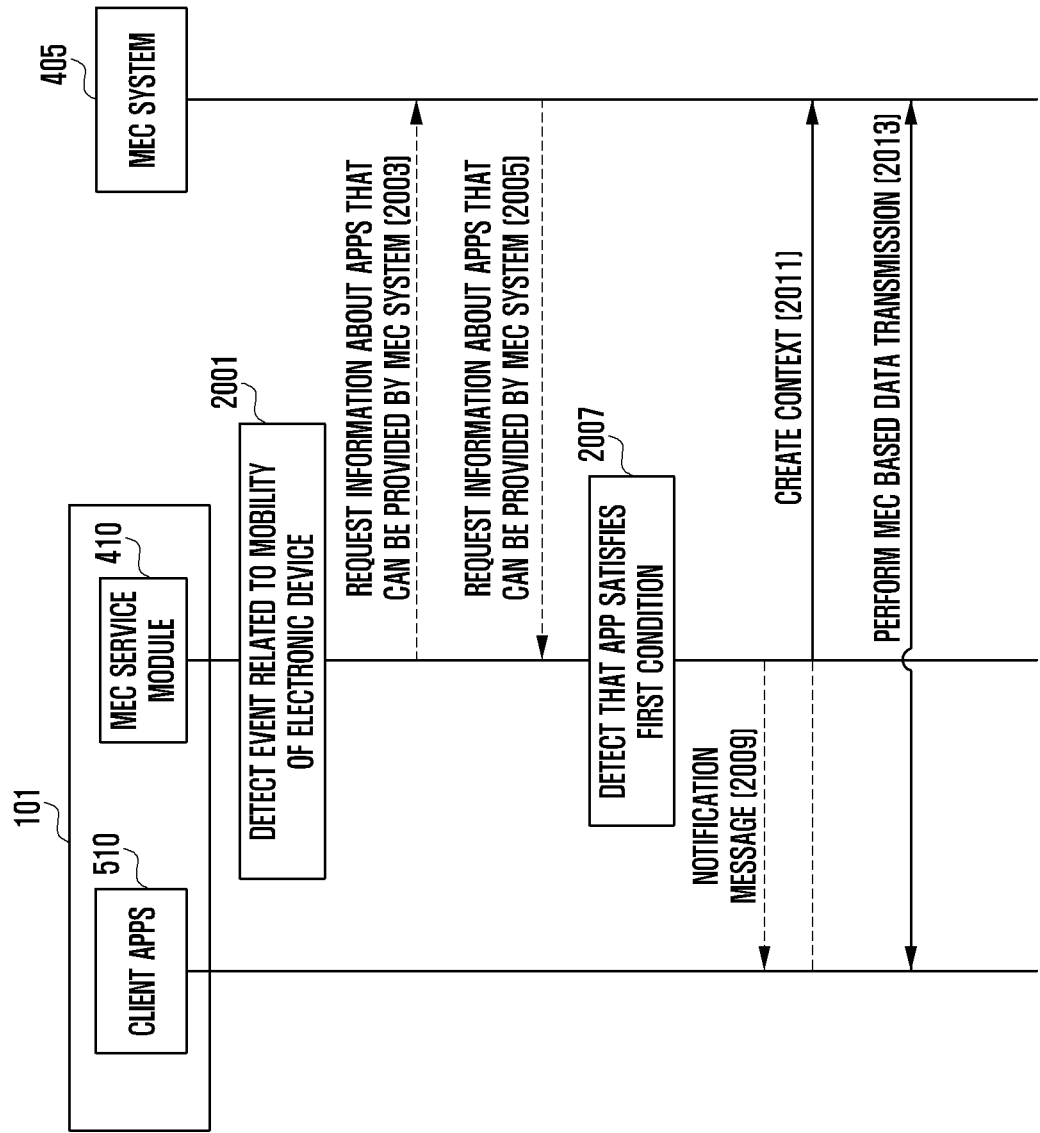 101
510
CLIENT APPS
410
MEC SERVICE
MODULE
405
MEC SYSTEM
2001
DETECT EVENT RELATED TO MOBILITY
OF ELECTRONIC DEVICE
REQUEST INFORMATION ABOUT APPS THAT
CAN BE PROVIDED BY MEC SYSTEM (2003)
REQUEST INFORMATION ABOUT APPS THAT
CAN BE PROVIDED BY MEC SYSTEM (2005)
2007
DETECT THAT APP SATISFIES
FIRST CONDITION
NOTIFICATION
MESSAGE (2009)
CREATE CONTEXT (2011)
PERFORM MEC BASED DATA TRANSMISSION (2013)